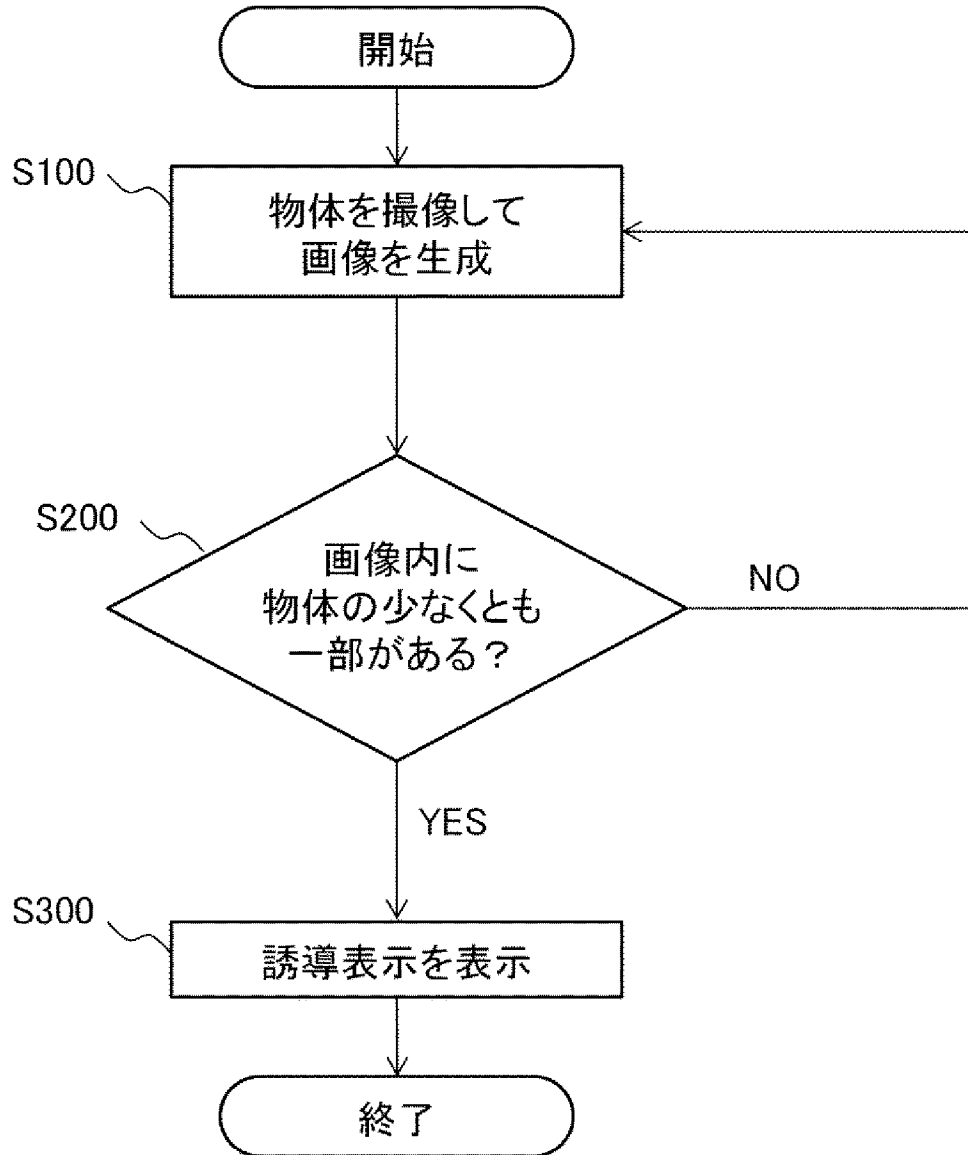 開始
S100
物体を撮像して
画像を生成
S200
画像内に
物体の少なくとも
一部がある？
NO
YES
S300
誘導表示を表示
終了